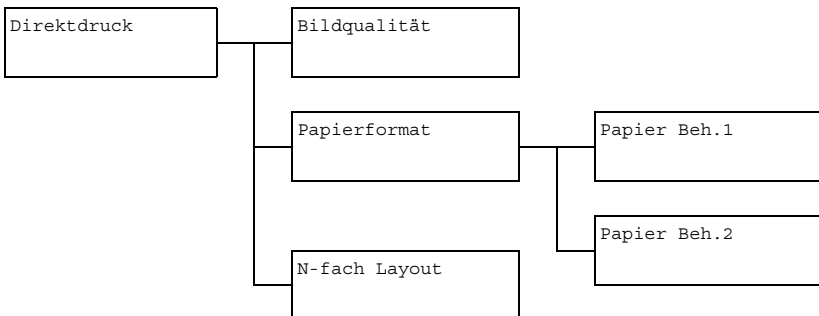 Direktdruck
Bildqualität
Papierformat
Papier Beh.1
Papier Beh.2
N-fach Layout